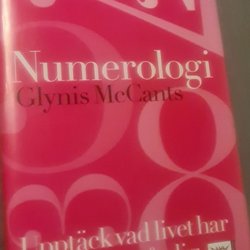 Numerologi
Glynis McCants
Upptäck vad livet har